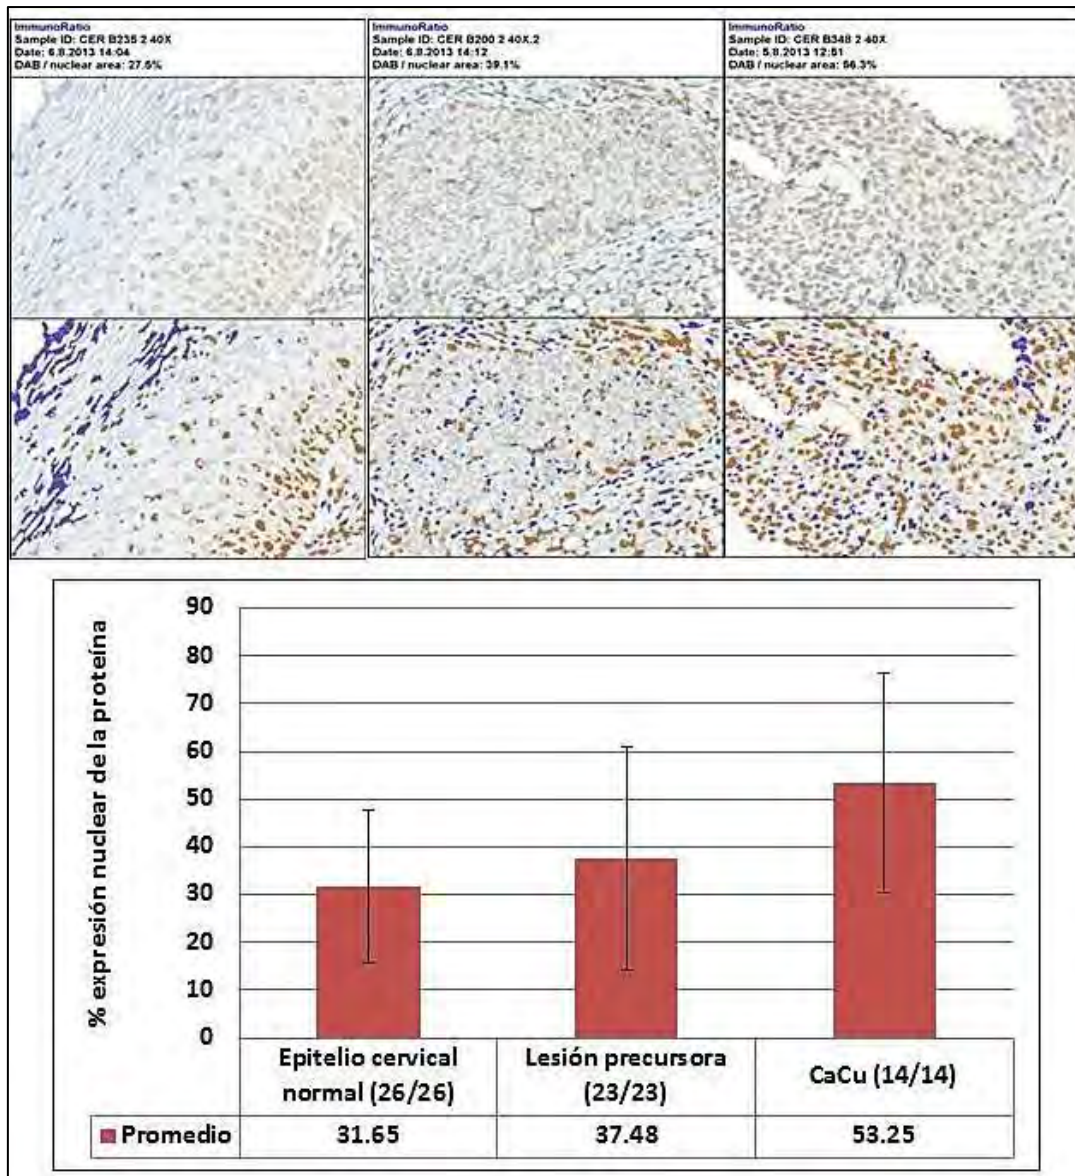 ImmunoRatio
Sample ID: CER B235 2 40X
Date: 6.8.2013 14:04
DAB / nuclear area: 27.5%
ImmunoRatio
Sample ID: CER B200 2 40X.2
Date: 6.8.2013 14:12
DAB / nuclear area: 39.1%
ImmunoRatio
Sample ID: CER B348 2 40X
Date: 5.8.2013 12:51
DAB / nuclear area: 56.3%
% expresión nuclear de la proteína
90
80
70
60
50
40
30
20
10
0
Epitelio cervical
normal (26/26)
Lesión precursora
(23/23)
CaCu (14/14)
Promedio 31.65 37.48 53.25